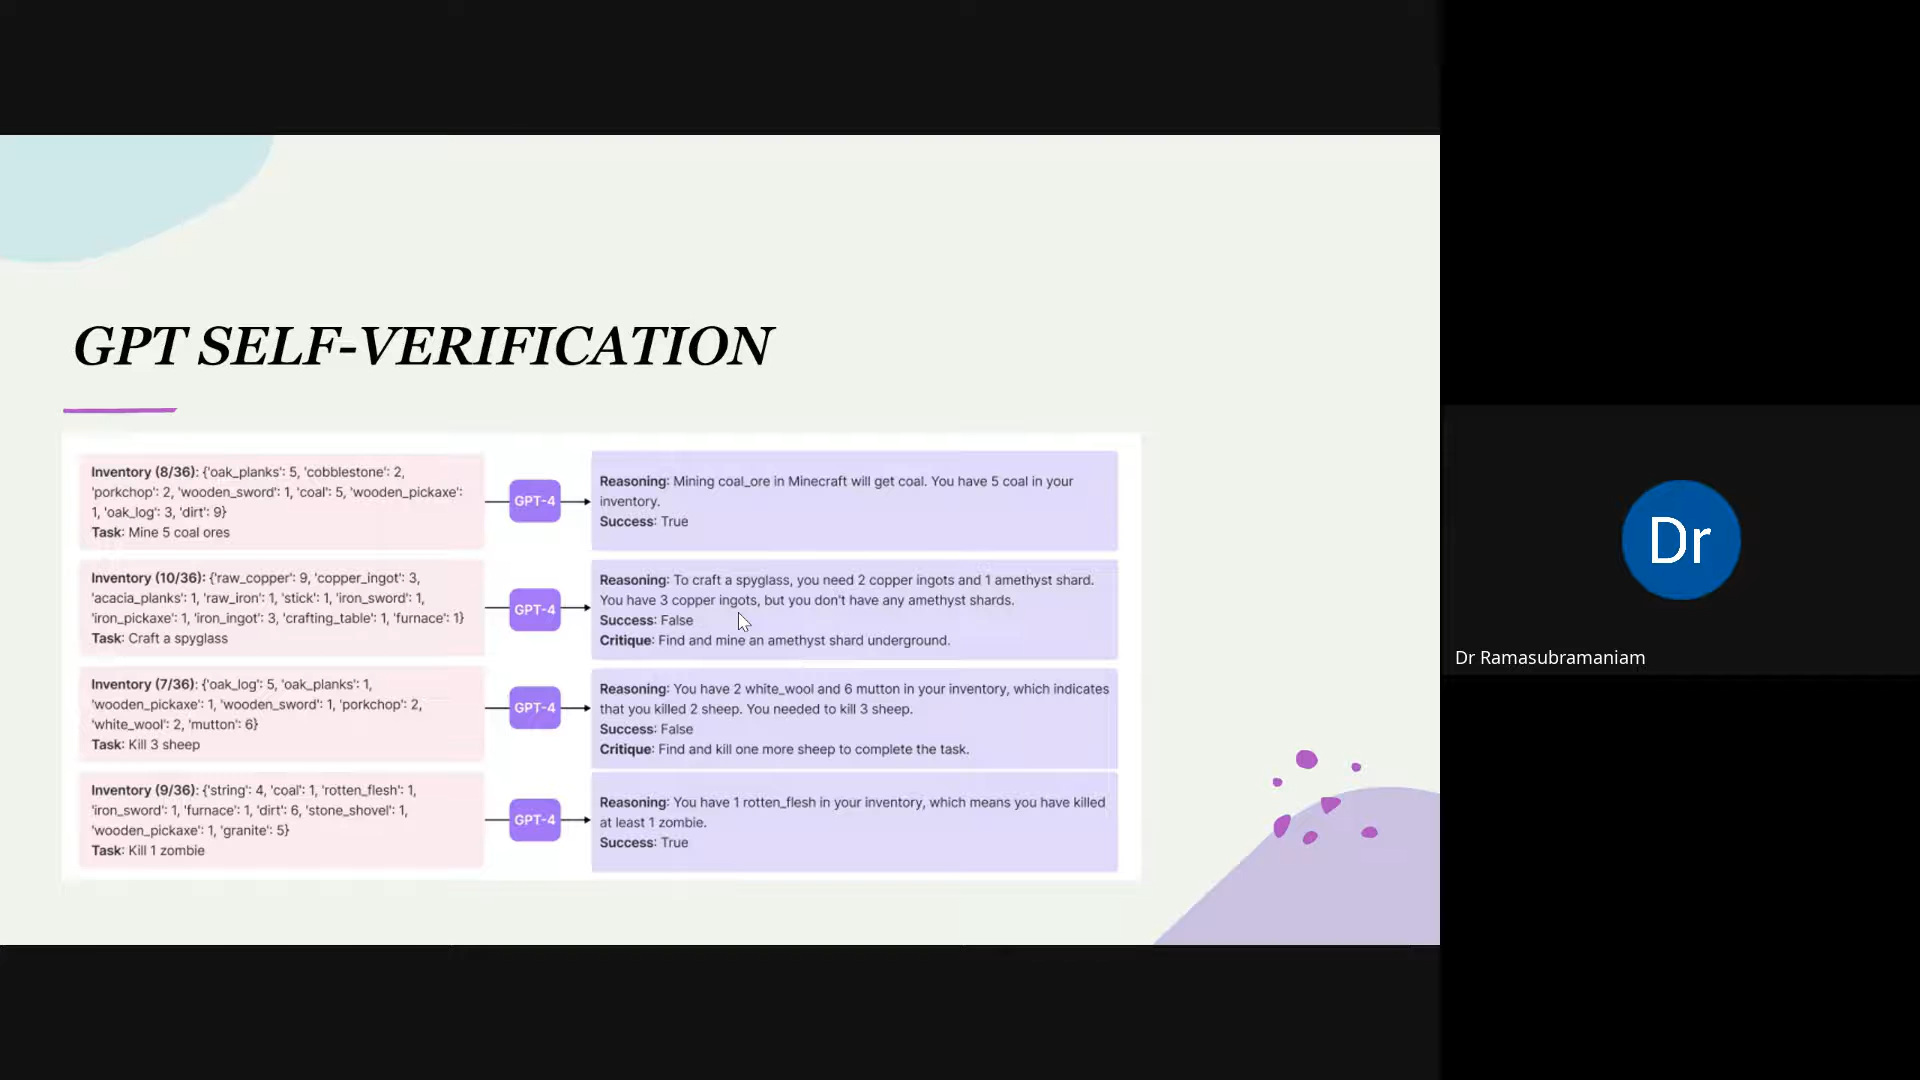 GPT SELF-VERIFICATION
Inventory (8/36): {'oak_planks': 5, 'cobblestone': 2,
'porkchop': 2, 'wooden_sword': 1, 'coal': 5, 'wooden_pickaxe':
1, 'oak_log': 3, 'dirt': 9}
Task: Mine 5 coal ores
GPT-4
Reasoning: Mining coal_ore in Minecraft will get coal. You have 5 coal in your
inventory.
Success: True
Inventory (10/36): {'raw_copper': 9, 'copper_ingot': 3,
'acacia_planks': 1, 'raw_iron': 1, 'stick': 1, 'iron_sword': 1,
'iron_pickaxe': 1, 'iron_ingot': 3, 'crafting_table': 1, 'furnace': 1}
Task: Craft a spyglass
GPT-4
Reasoning: To craft a spyglass, you need 2 copper ingots and 1 amethyst shard.
You have 3 copper ingots, but you don't have any amethyst shards.
Success: False
Critique: Find and mine an amethyst shard underground.
Inventory (7/36): {'oak_log': 5, 'oak_planks': 1,
'wooden_pickaxe': 1, 'wooden_sword': 1, 'porkchop': 2,
'white_wool': 2, 'mutton': 6}
Task: Kill 3 sheep
GPT-4
Reasoning: You have 2 white_wool and 6 mutton in your inventory, which indicates
that you killed 2 sheep. You needed to kill 3 sheep.
Success: False
Critique: Find and kill one more sheep to complete the task.
Inventory (9/36): {'string': 4, 'coal': 1, 'rotten_flesh': 1,
'iron_sword': 1, 'furnace': 1, 'dirt': 6, 'stone_shovel': 1,
'wooden_pickaxe': 1, 'granite': 5}
Task: Kill 1 zombie
GPT-4
Reasoning: You have 1 rotten_flesh in your inventory, which means you have killed
at least 1 zombie.
Success: True
Dr
Dr Ramasubramaniam